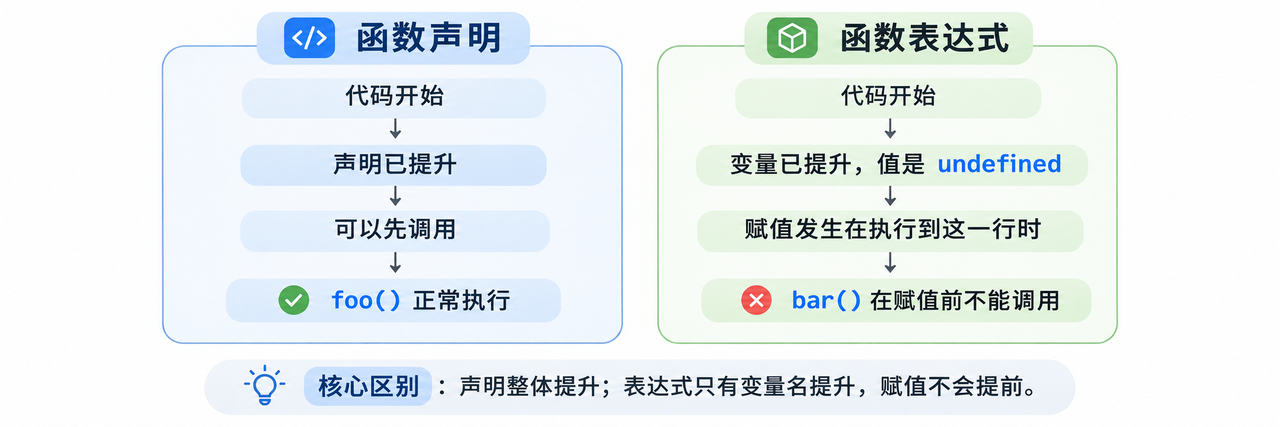 函数声明
代码开始
声明已提升
可以先调用
foo() 正常执行
函数表达式
代码开始
变量已提升，值是 undefined
赋值发生在执行到这一行时
bar() 在赋值前不能调用
核心区别：声明整体提升；表达式只有变量名提升，赋值不会提前。